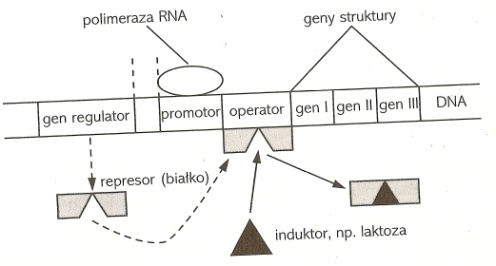 polimeraza RNA
geny struktury
gen regulator
promotor
operator
gen I
gen II
gen III
DNA
represor (białko)
induktor, np. laktoza